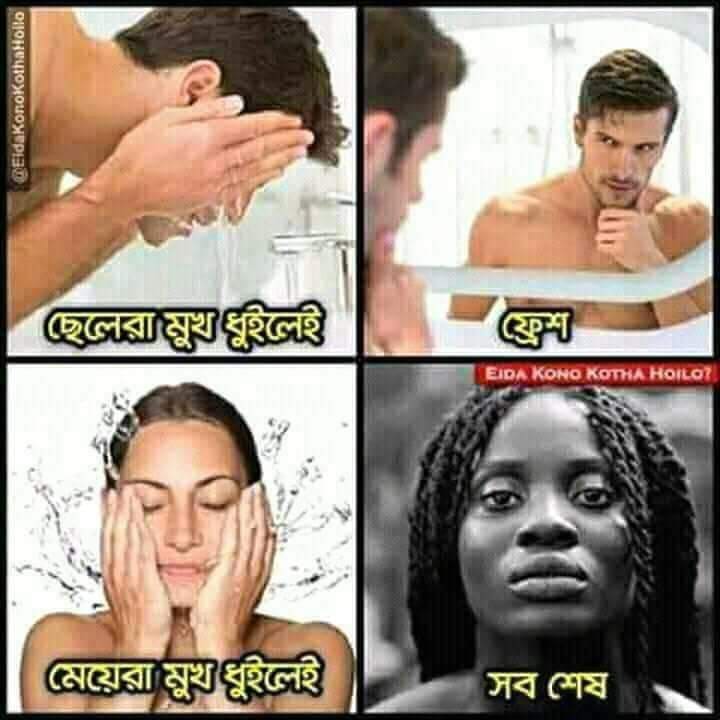 @EidaKonoKothaHoilo
ছেলেরা মুখ ধুইলেই
ফ্রেশ
EIDA KONO KOTHA HOILO?
মেয়েরা মুখ ধুইলেই
সব শেষ